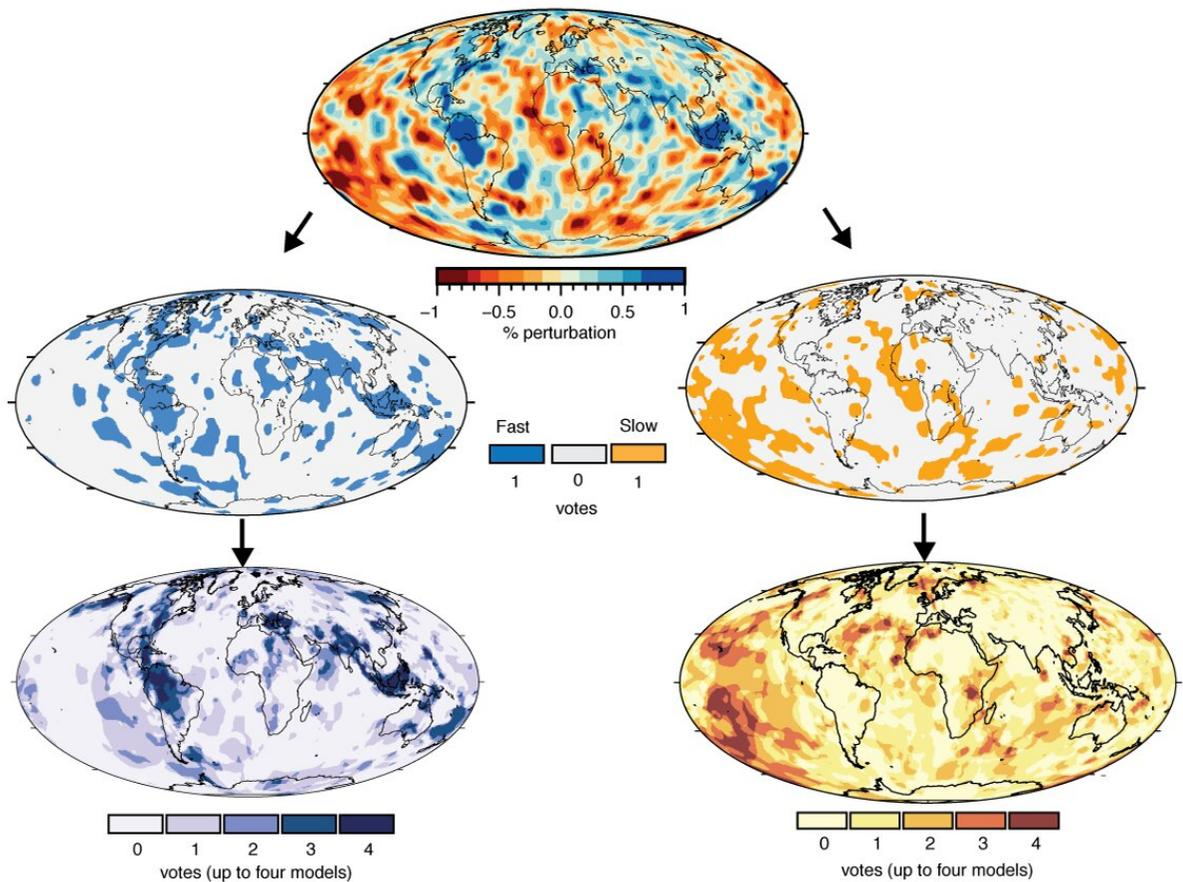 −1 −0.5 0.0 0.5 1
% perturbation
Fast Slow
1 0 1
votes
0 1 2 3 4
votes (up to four models)
0 1 2 3 4
votes (up to four models)